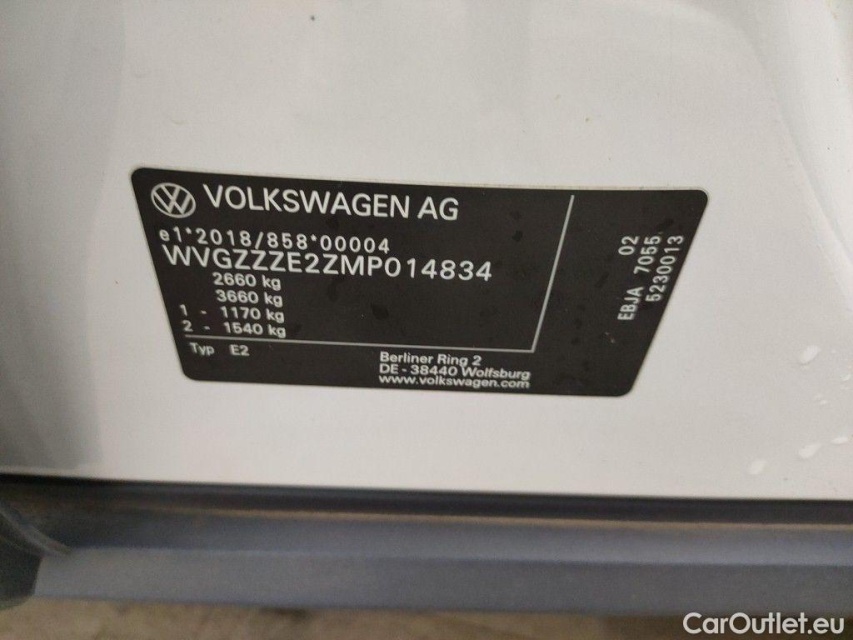 VOLKSWAGEN AG
e1*2018/858*00004
WVGZZZE2ZMP014834
2660 kg
3660 kg
1 - 1170 kg
2 - 1540 kg
Typ E2
Berliner Ring 2
DE - 38440 Wolfsburg
www.volkswagen.com
02
EBJA 7055
5230013
CarOutlet.eu